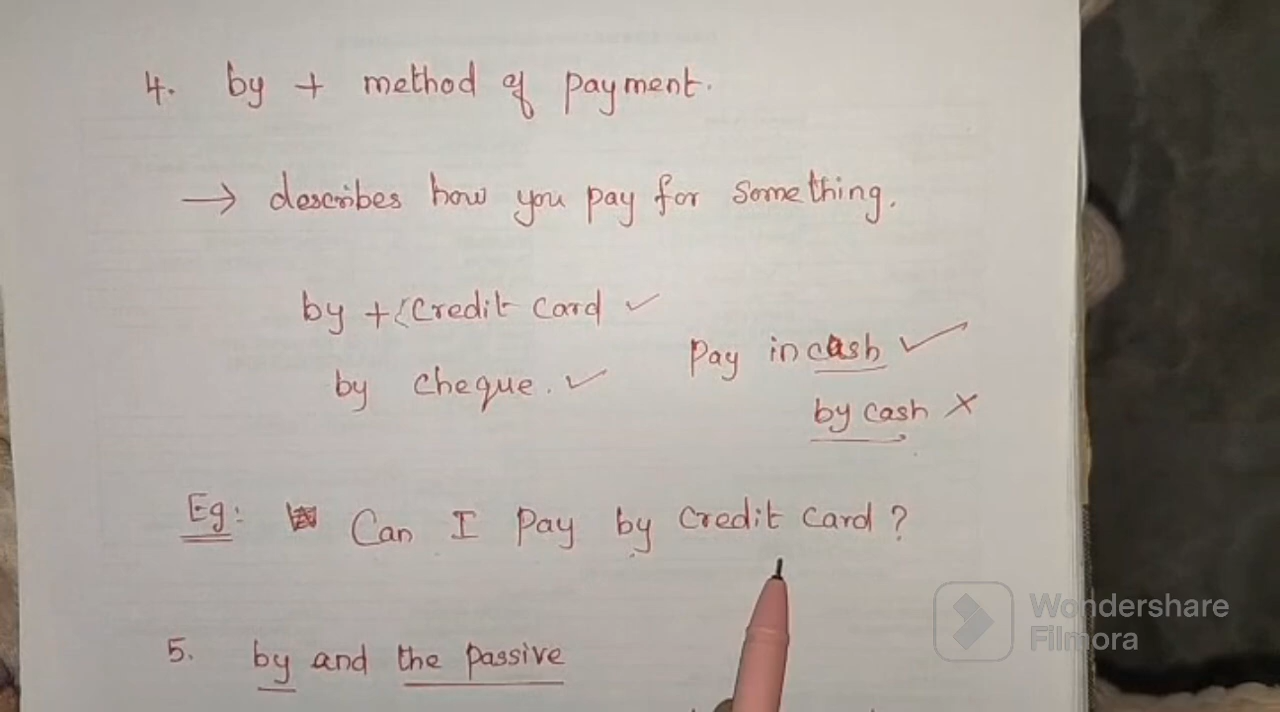 4. by + method of payment.
→ describes how you pay for something.
by + Credit Card ✓
Pay in cash ✓
by cheque. ✓
by cash ✗
Eg: Can I Pay by Credit Card ?
5. by and the passive
Wondershare
Filmora